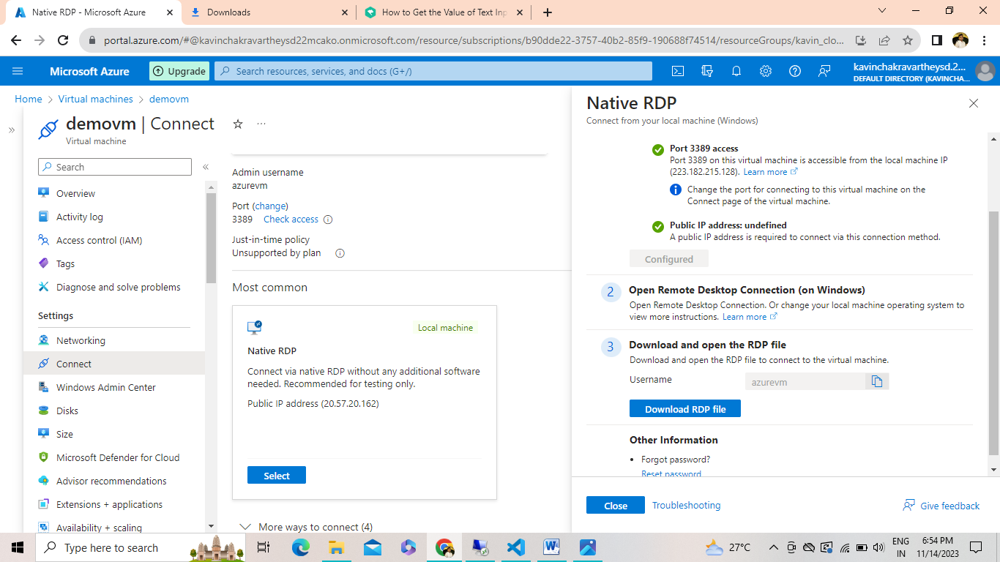 Native RDP - Microsoft Azure
Downloads
How to Get the Value of Text Inp
portal.azure.com/#@kavinchakravartheysd22mcako.onmicrosoft.com/resource/subscriptions/b90dde22-3757-40b2-85f9-190688f74514/resourceGroups/kavin_clo...
Microsoft Azure
Upgrade
Search resources, services, and docs (G+/)
kavinchakravartheysd.2...
DEFAULT DIRECTORY (KAVINCHA...
Home > Virtual machines > demovm
demovm | Connect
Virtual machine
Search
Overview
Activity log
Access control (IAM)
Tags
Diagnose and solve problems
Settings
Networking
Connect
Windows Admin Center
Disks
Size
Microsoft Defender for Cloud
Advisor recommendations
Extensions + applications
Availability + scaling
Admin username
azurevm
Port (change)
3389 Check access
Just-in-time policy
Unsupported by plan
Most common
Local machine
Native RDP
Connect via native RDP without any additional software
needed. Recommended for testing only.
Public IP address (20.57.20.162)
Select
More ways to connect (4)
Native RDP
Connect from your local machine (Windows)
Port 3389 access
Port 3389 on this virtual machine is accessible from the local machine IP
(223.182.215.128). Learn more
Change the port for connecting to this virtual machine on the
Connect page of the virtual machine.
Public IP address: undefined
A public IP address is required to connect via this connection method.
Configured
2 Open Remote Desktop Connection (on Windows)
Open Remote Desktop Connection. Or change your local machine operating system to
view more instructions. Learn more
3 Download and open the RDP file
Download and open the RDP file to connect to the virtual machine.
Username azurevm
Download RDP file
Other Information
• Forgot password?
Reset password
Close Troubleshooting Give feedback
Type here to search
27°C
ENG
IN
6:54 PM
11/14/2023